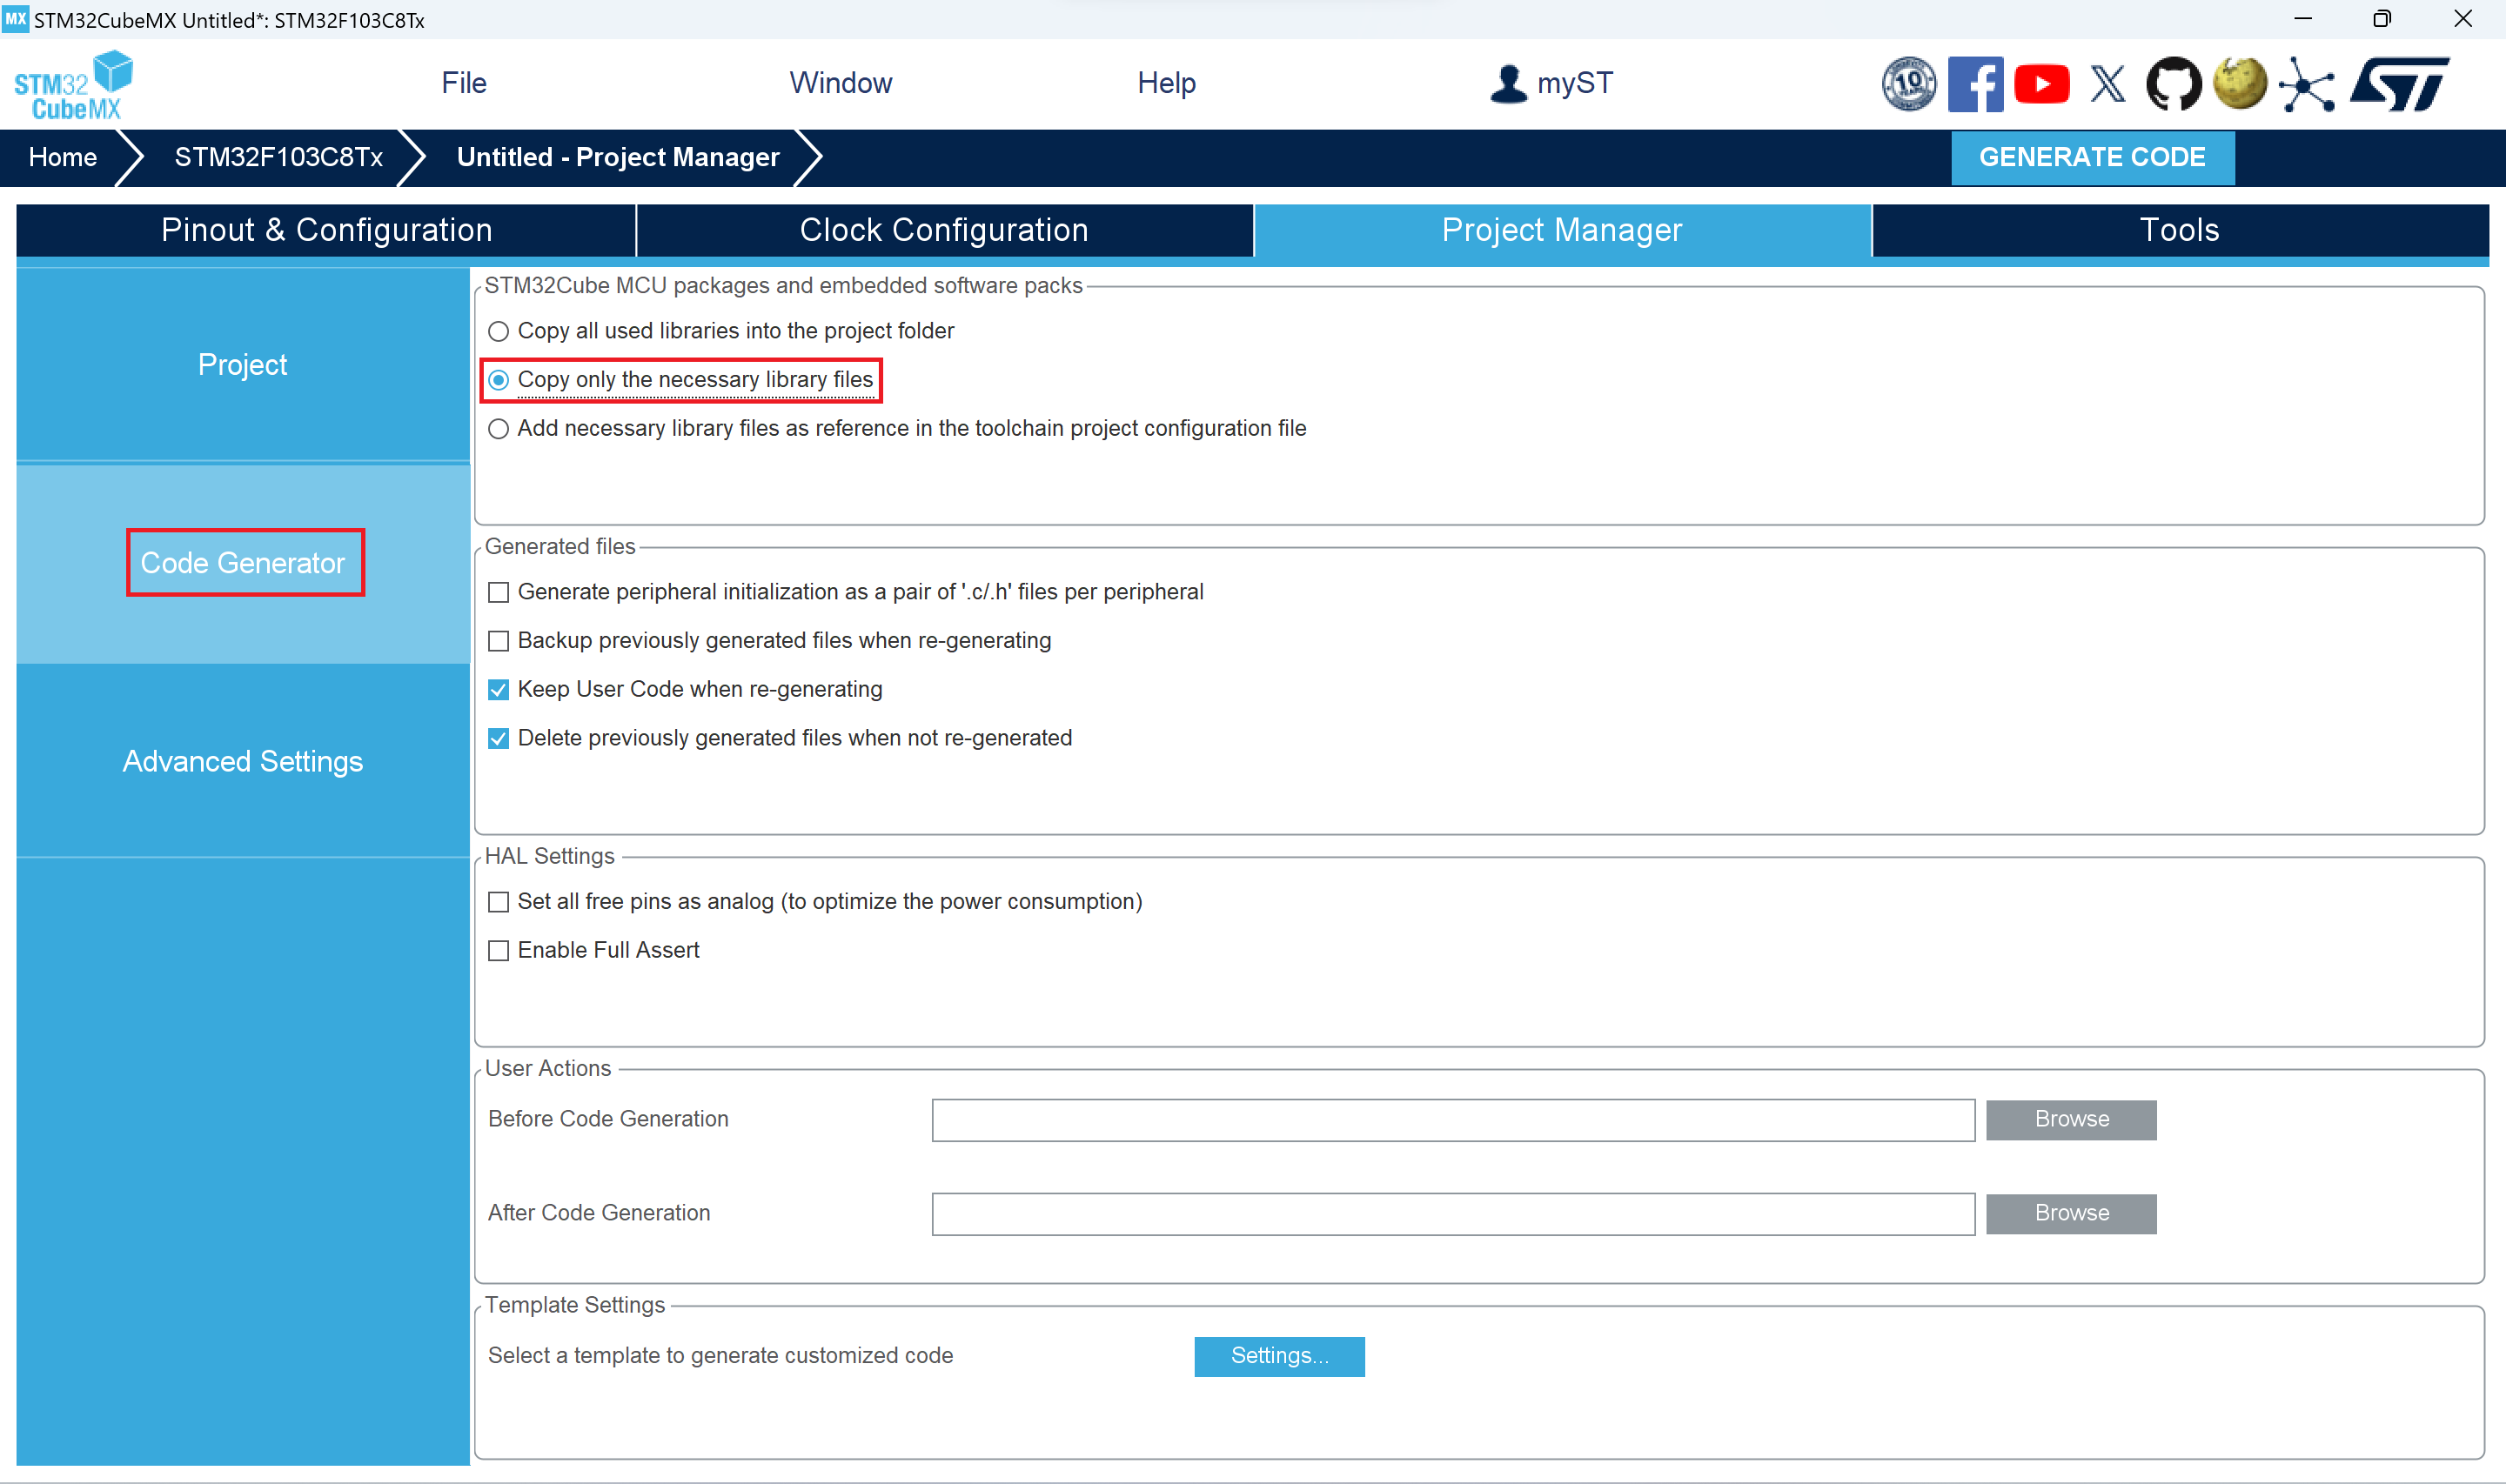 MX STM32CubeMX Untitled*: STM32F103C8Tx
STM32
CubeMX
File Window Help myST
10
YEARS
Home STM32F103C8Tx Untitled - Project Manager GENERATE CODE
Pinout & Configuration Clock Configuration Project Manager Tools
Project
Code Generator
Advanced Settings
STM32Cube MCU packages and embedded software packs
Copy all used libraries into the project folder
Copy only the necessary library files
Add necessary library files as reference in the toolchain project configuration file
Generated files
Generate peripheral initialization as a pair of '.c/.h' files per peripheral
Backup previously generated files when re-generating
Keep User Code when re-generating
Delete previously generated files when not re-generated
HAL Settings
Set all free pins as analog (to optimize the power consumption)
Enable Full Assert
User Actions
Before Code Generation Browse
After Code Generation Browse
Template Settings
Select a template to generate customized code Settings...